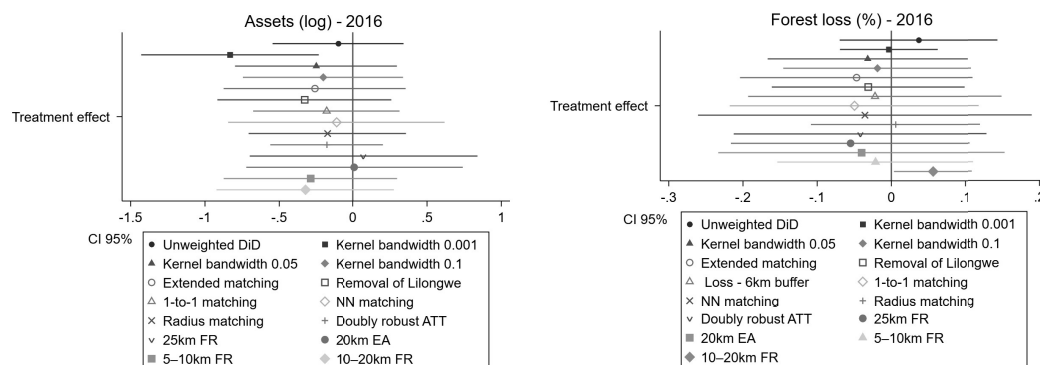 Assets (log) - 2016
Treatment effect
-1.5 -1 -.5 0 .5 1
CI 95%
Unweighted DiD Kernel bandwidth 0.001
Kernel bandwidth 0.05 Kernel bandwidth 0.1
Extended matching Removal of Lilongwe
1-to-1 matching NN matching
Radius matching Doubly robust ATT
25km FR 20km EA
5–10km FR 10–20km FR
Forest loss (%) - 2016
Treatment effect
-.3 -.2 -.1 0 .1 .2
CI 95%
Unweighted DiD Kernel bandwidth 0.001
Kernel bandwidth 0.05 Kernel bandwidth 0.1
Extended matching Removal of Lilongwe
Loss - 6km buffer 1-to-1 matching
NN matching Radius matching
Doubly robust ATT 25km FR
20km EA 5–10km FR
10–20km FR